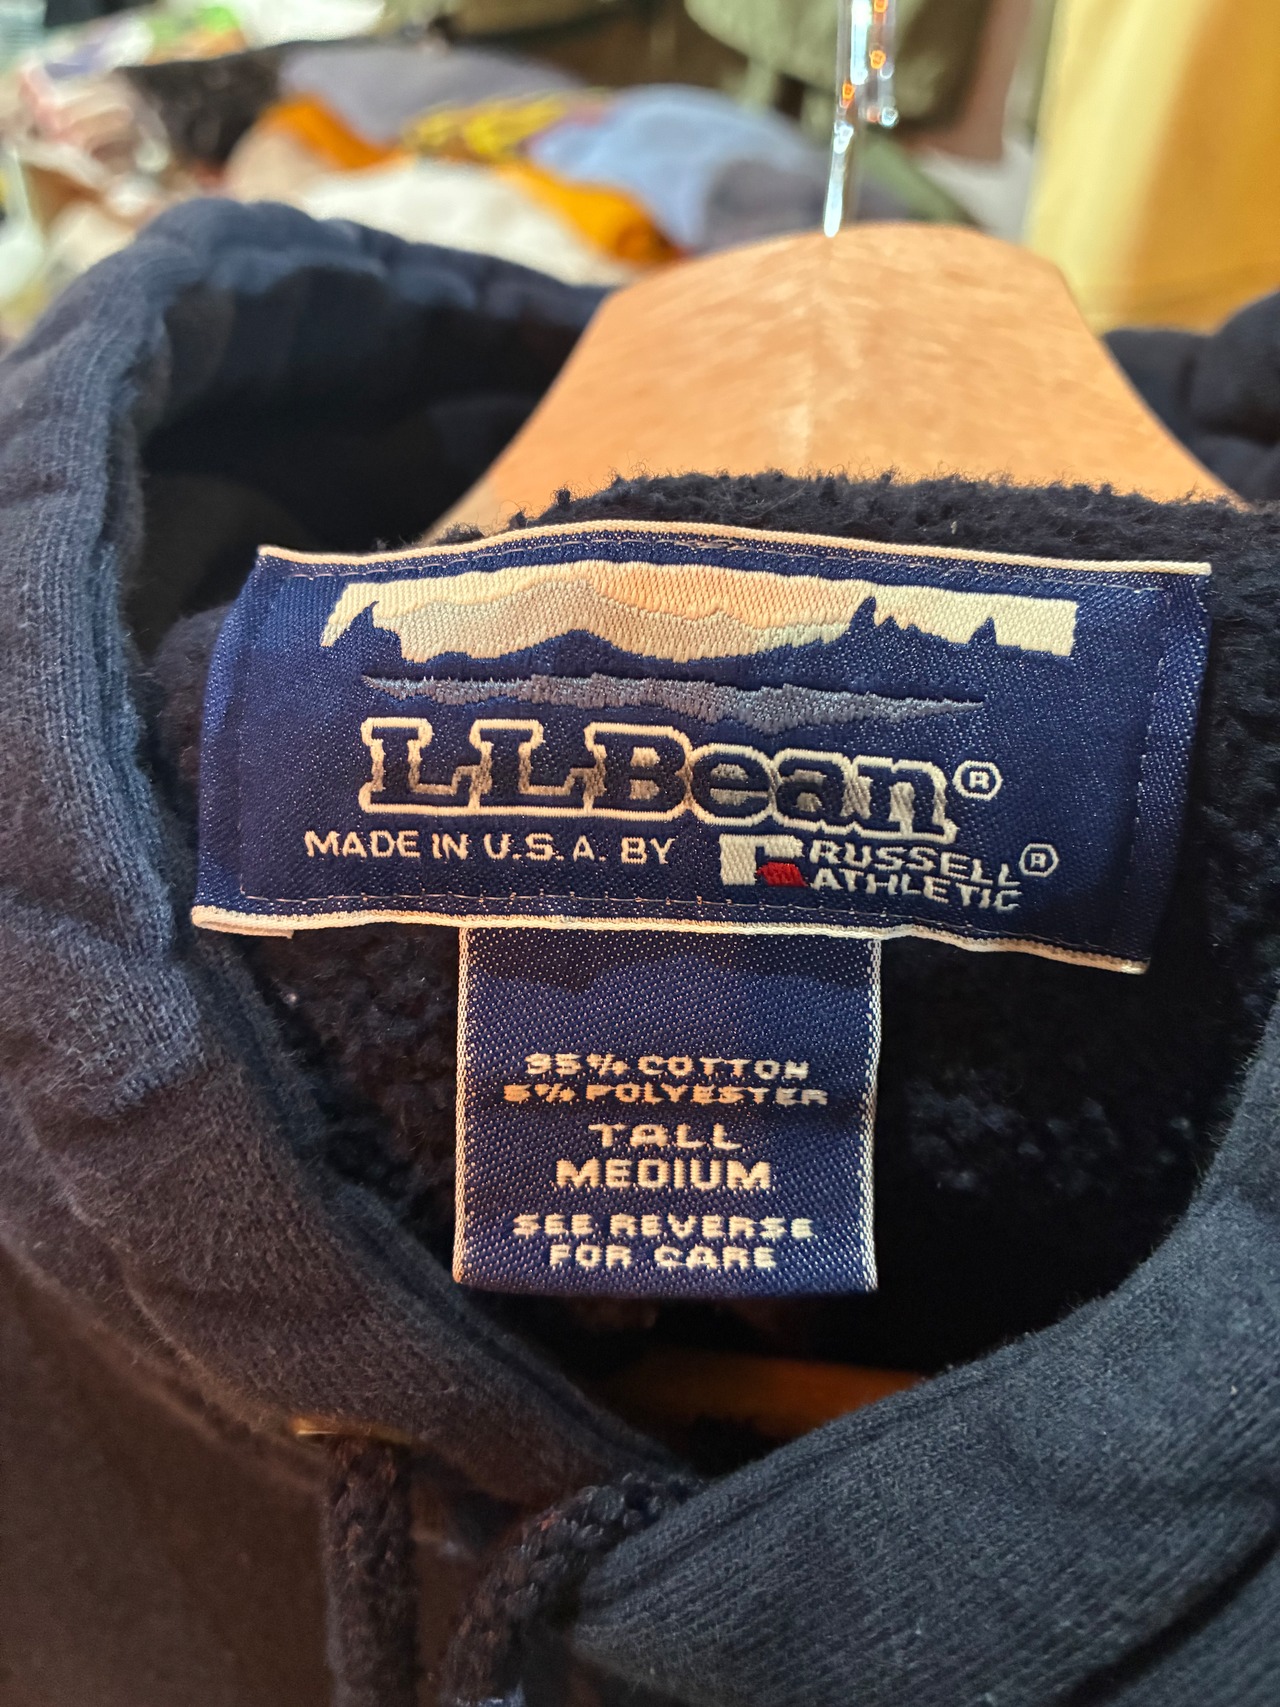 LLBean®
MADE IN U.S.A. BY RUSSELL®
ATHLETIC
95% COTTON
5% POLYESTER
TALL
MEDIUM
SEE REVERSE
FOR CARE